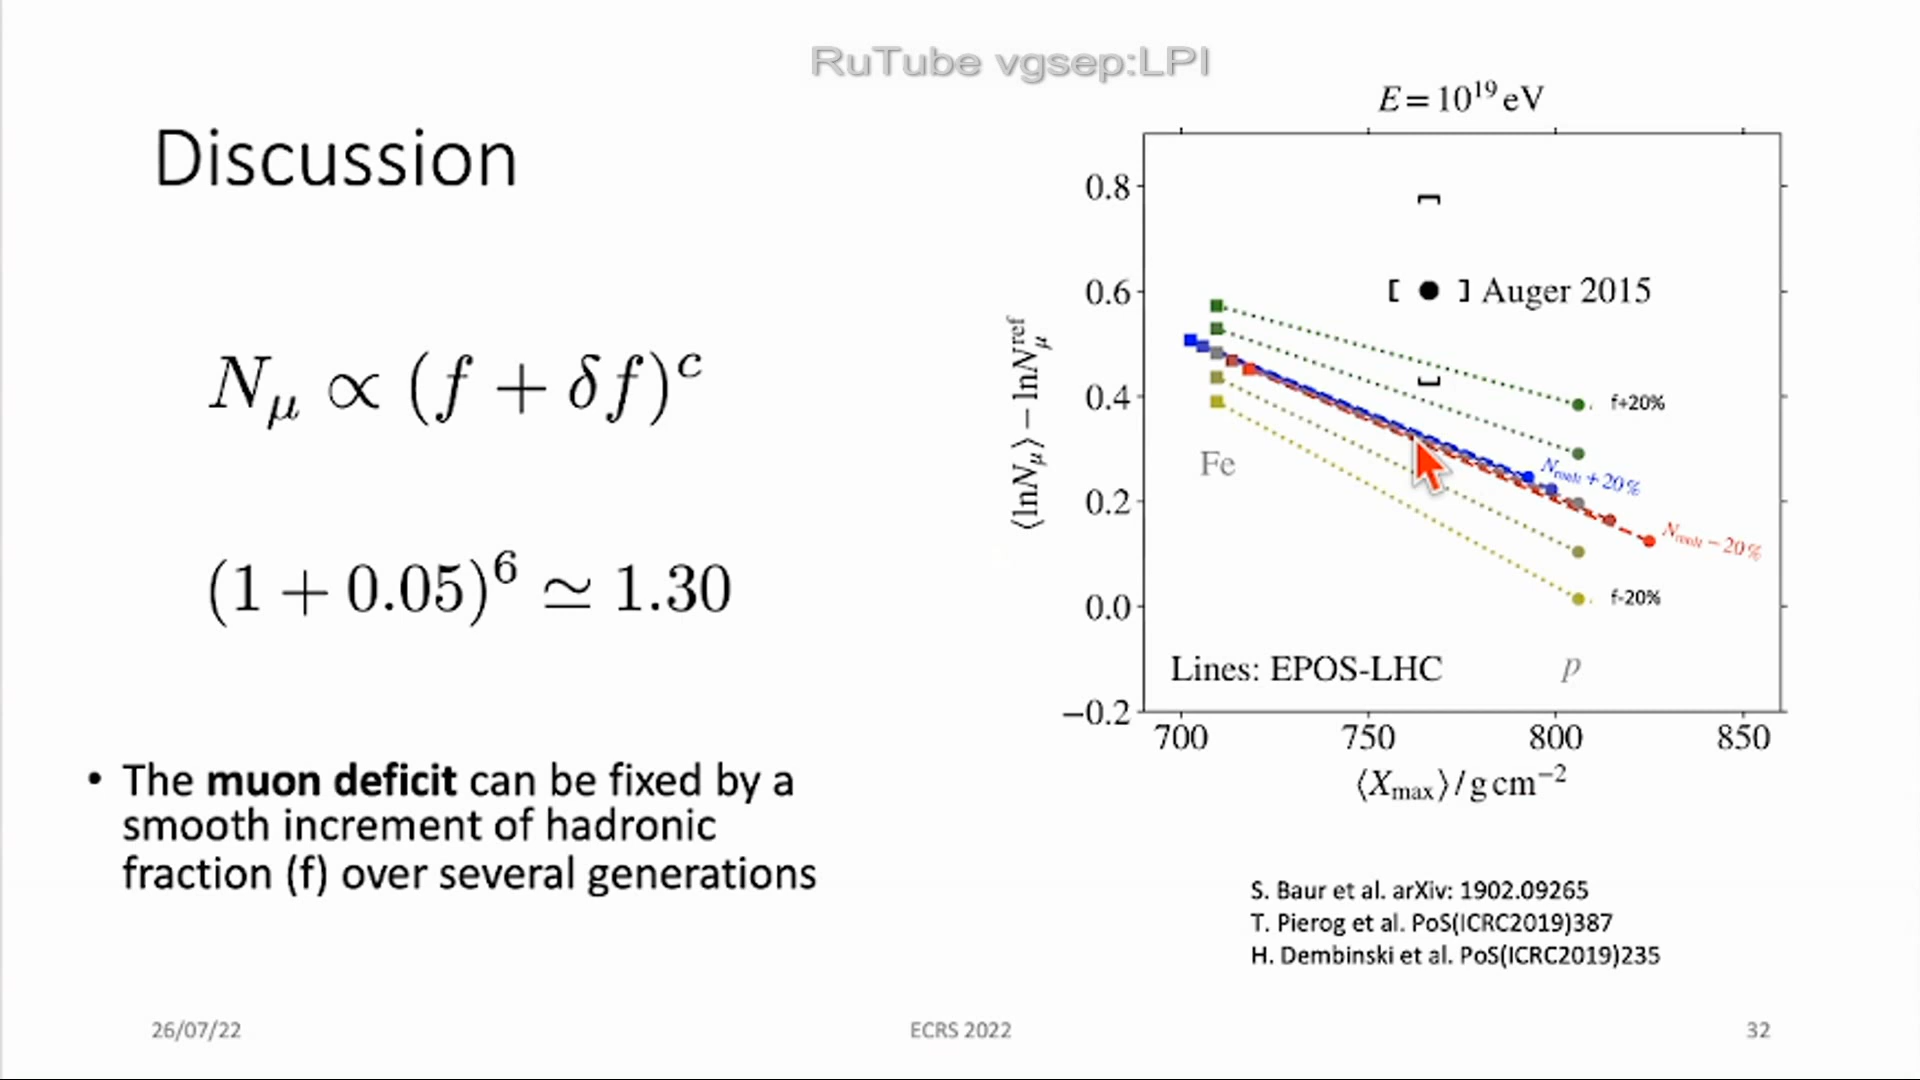 RuTube vgsep:LPI
Discussion
N_μ ∝ (f + δf)^c
(1 + 0.05)^6 ≃ 1.30
• The muon deficit can be fixed by a
smooth increment of hadronic
fraction (f) over several generations
E = 10^19 eV
0.8
0.6
0.4
0.2
0.0
−0.2
⟨lnN_μ⟩ − lnN_μ^ref
[ ● ] Auger 2015
f+20%
N_mult + 20%
N_mult − 20%
f-20%
Fe
p
Lines: EPOS-LHC
700 750 800 850
⟨X_max⟩/g cm^−2
S. Baur et al. arXiv: 1902.09265
T. Pierog et al. PoS(ICRC2019)387
H. Dembinski et al. PoS(ICRC2019)235
26/07/22 ECRS 2022 32